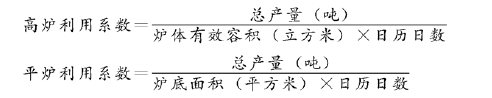 高炉利用系数=总产量（吨）/炉体有效容积（立方米）×日历日数
平炉利用系数=总产量（吨）/炉底面积（平方米）×日历日数